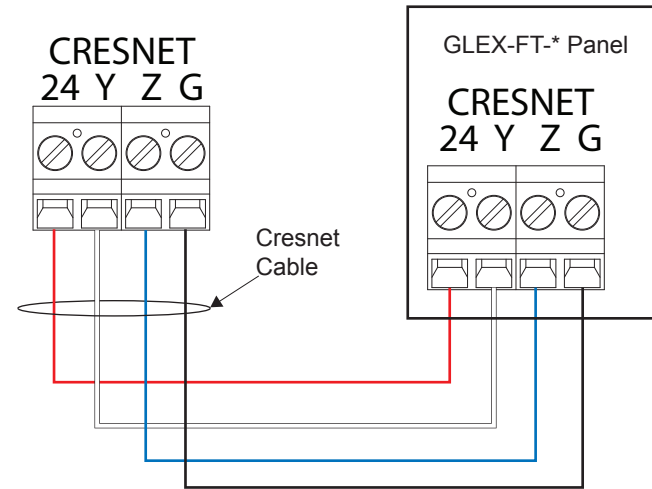 CRESNET
24 Y Z G
Cresnet
Cable
GLEX-FT-* Panel
CRESNET
24 Y Z G